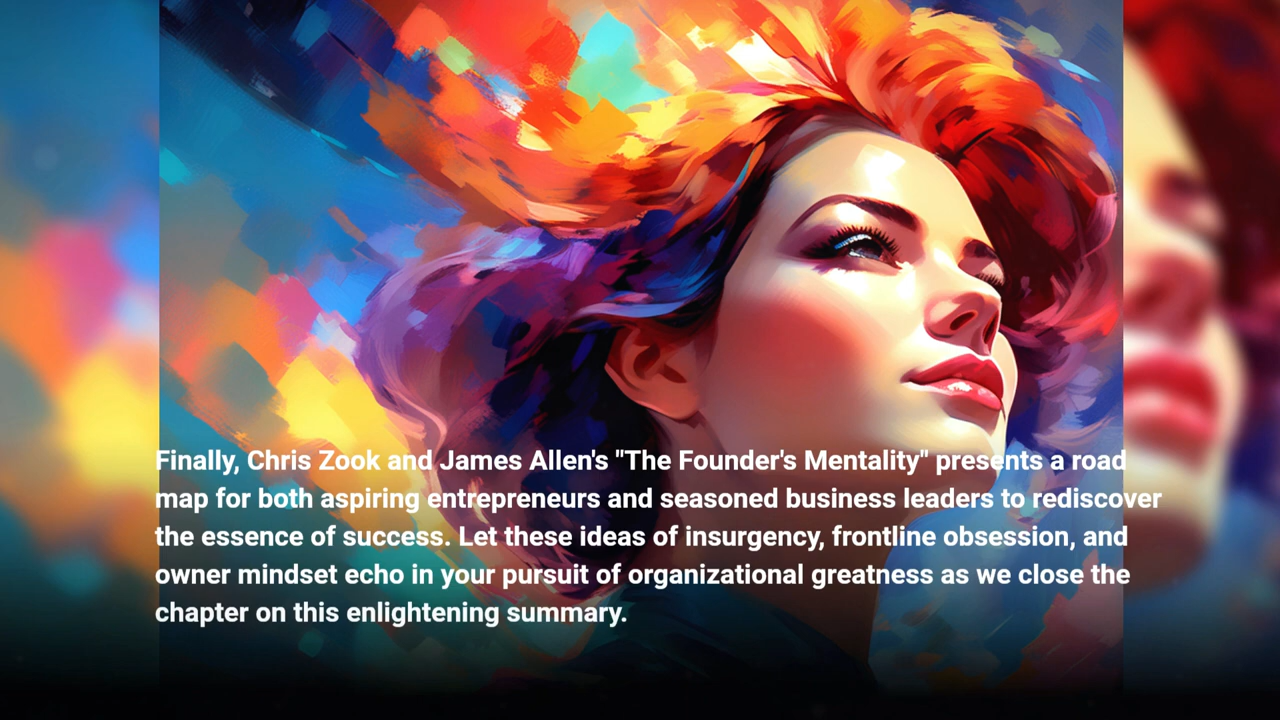 Finally, Chris Zook and James Allen's "The Founder's Mentality" presents a road
map for both aspiring entrepreneurs and seasoned business leaders to rediscover
the essence of success. Let these ideas of insurgency, frontline obsession, and
owner mindset echo in your pursuit of organizational greatness as we close the
chapter on this enlightening summary.